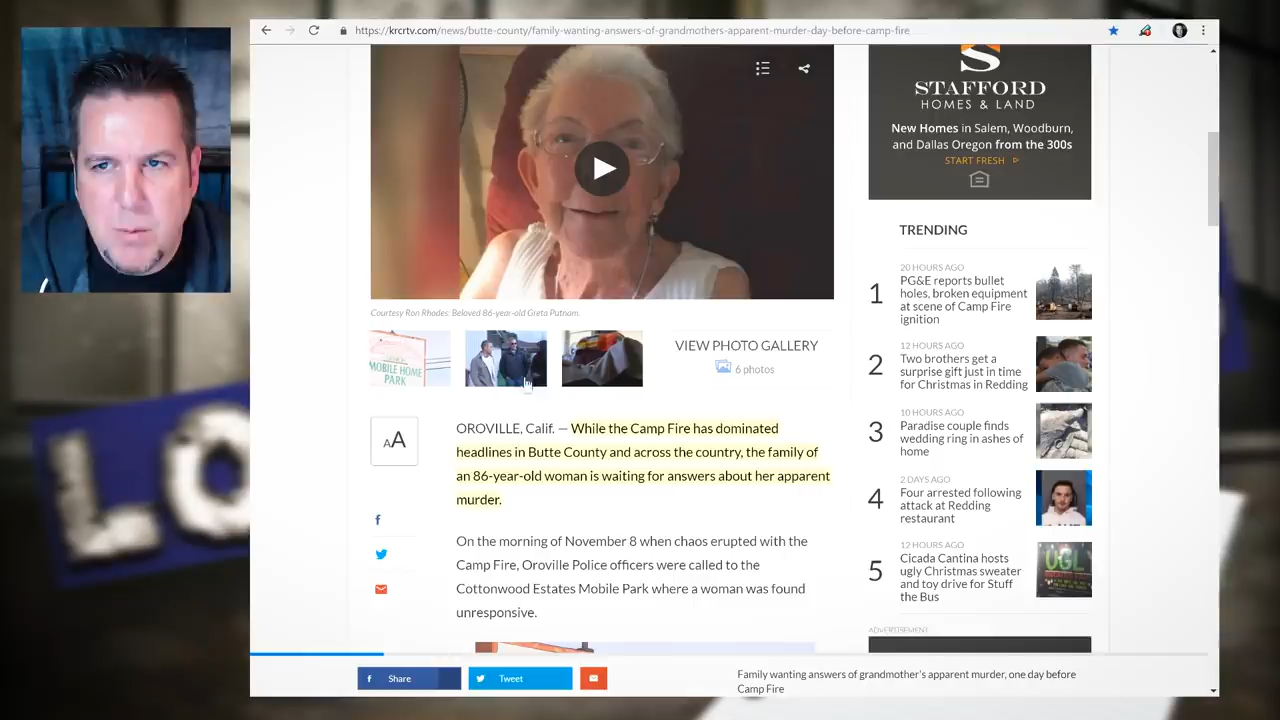 https://krcrtv.com/news/butte-county/family-wanting-answers-of-grandmothers-apparent-murder-day-before-camp-fire
STAFFORD
HOMES & LAND
New Homes in Salem, Woodburn,
and Dallas Oregon from the 300s
START FRESH
Courtesy Ron Rhodes: Beloved 86-year-old Greta Putnam.
MOBILE HOME
PARK
VIEW PHOTO GALLERY
6 photos
AA
OROVILLE, Calif. — While the Camp Fire has dominated
headlines in Butte County and across the country, the family of
an 86-year-old woman is waiting for answers about her apparent
murder.
On the morning of November 8 when chaos erupted with the
Camp Fire, Oroville Police officers were called to the
Cottonwood Estates Mobile Park where a woman was found
unresponsive.
TRENDING
1
20 HOURS AGO
PG&E reports bullet
holes, broken equipment
at scene of Camp Fire
ignition
2
12 HOURS AGO
Two brothers get a
surprise gift just in time
for Christmas in Redding
3
10 HOURS AGO
Paradise couple finds
wedding ring in ashes of
home
4
2 DAYS AGO
Four arrested following
attack at Redding
restaurant
5
12 HOURS AGO
Cicada Cantina hosts
ugly Christmas sweater
and toy drive for Stuff
the Bus
UGL
ADVERTISEMENT
Share
Tweet
Family wanting answers of grandmother's apparent murder, one day before
Camp Fire
LO